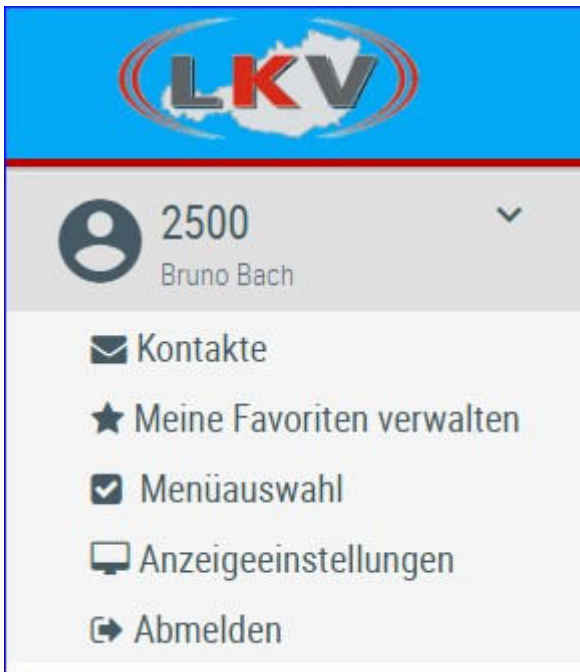 LKV
2500
Bruno Bach
Kontakte
Meine Favoriten verwalten
Menüauswahl
Anzeigeeinstellungen
Abmelden